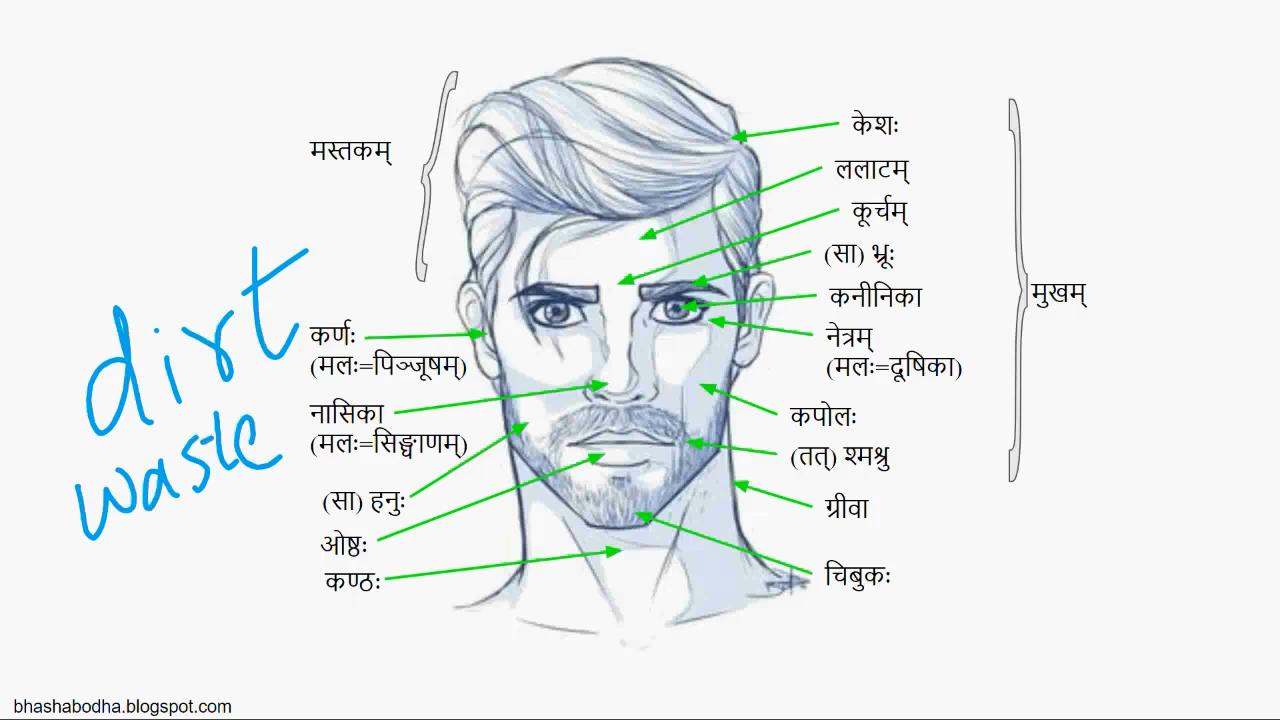 मस्तकम्
केशः
ललाटम्
कूर्चम्
(सा) भ्रूः
कनीनिका
मुखम्
dirt
waste
कर्णः
(मलः=पिञ्जूषम्)
नेत्रम्
(मलः=दूषिका)
नासिका
(मलः=सिङ्घाणम्)
कपोलः
(तत्) श्मश्रु
(सा) हनुः
ग्रीवा
ओष्ठः
कण्ठः
चिबुकः
bhashabodha.blogspot.com